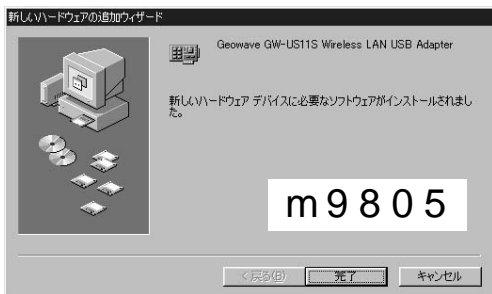 新しいハードウェアの追加ウィザード
Geowave GW-US11S Wireless LAN USB Adapter
新しいハードウェア デバイスに必要なソフトウェアがインストールされまし
た。
m9805
< 戻る(B)
完了
キャンセル